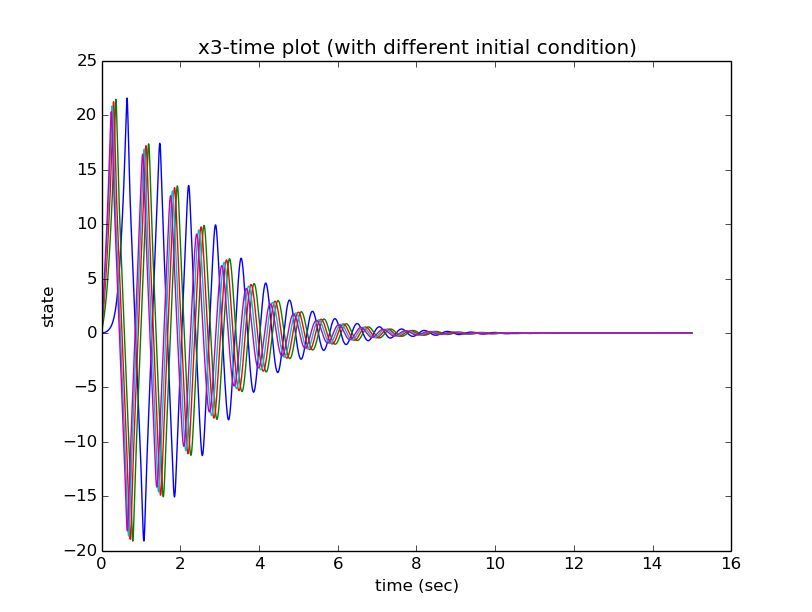 x3-time plot (with different initial condition)
25
20
15
10
5
0
−5
−10
−15
−20
state
0 2 4 6 8 10 12 14 16
time (sec)